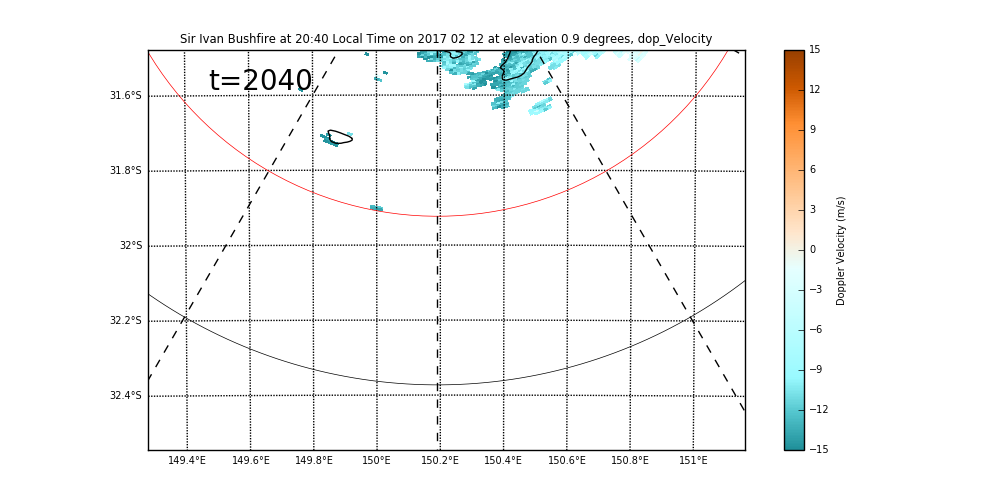 Sir Ivan Bushfire at 20:40 Local Time on 2017 02 12 at elevation 0.9 degrees, dop_Velocity
t=2040
31.6°S
31.8°S
32°S
32.2°S
32.4°S
149.4°E 149.6°E 149.8°E 150°E 150.2°E 150.4°E 150.6°E 150.8°E 151°E
15
12
9
6
3
0
−3
−6
−9
−12
−15
Doppler Velocity (m/s)